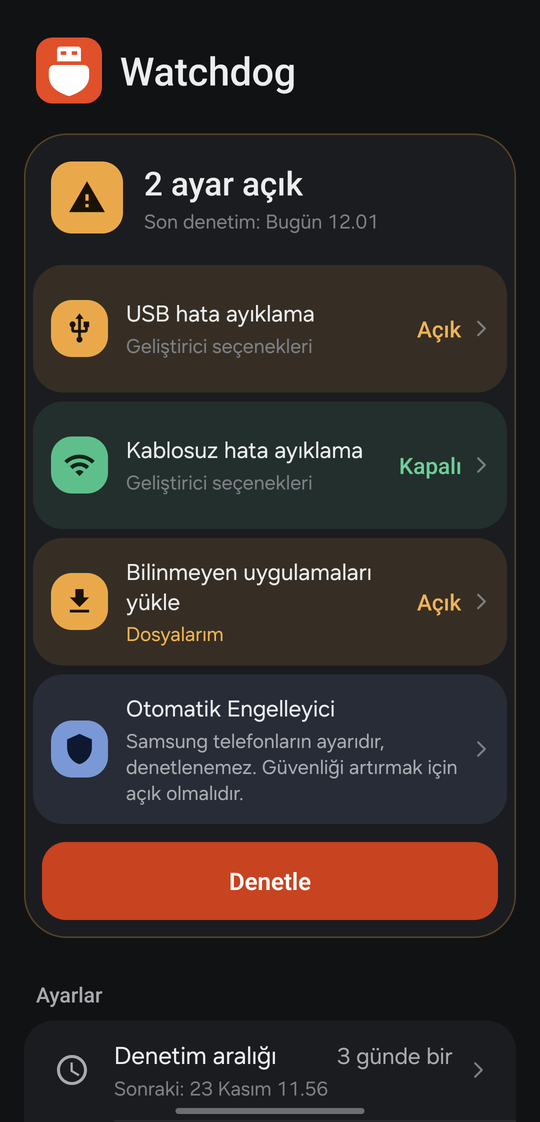 Watchdog
2 ayar açık
Son denetim: Bugün 12.01
USB hata ayıklama
Geliştirici seçenekleri
Açık
Kablosuz hata ayıklama
Geliştirici seçenekleri
Kapalı
Bilinmeyen uygulamaları
yükle
Dosyalarım
Açık
Otomatik Engelleyici
Samsung telefonların ayarıdır,
denetlenemez. Güvenliği artırmak için
açık olmalıdır.
Denetle
Ayarlar
Denetim aralığı
3 günde bir
Sonraki: 23 Kasım 11.56